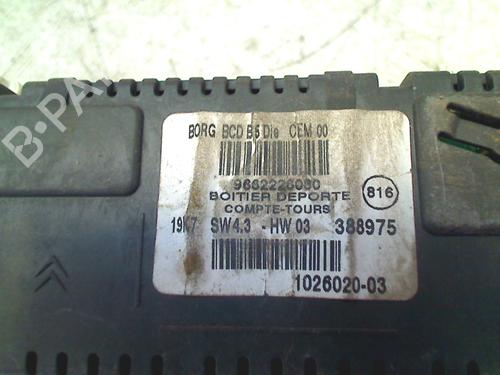 BORG BCD B5 Die CEM 00
9662226080
BOITIER DEPORTE
COMPTE-TOURS
816
19K7 SW4.3 - HW 03 388975
1026020-03
B-PA